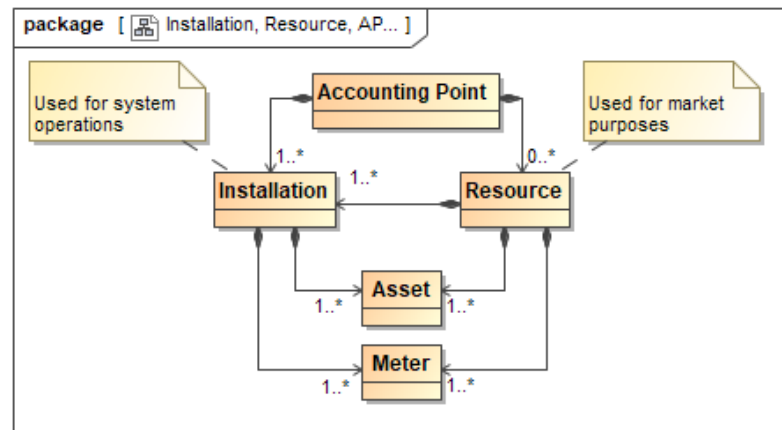 package [ Installation, Resource, AP... ]
Used for system
operations
Accounting Point
Used for market
purposes
1..*
0..*
Installation
1..*
Resource
Asset
1..*
1..*
Meter
1..*
1..*